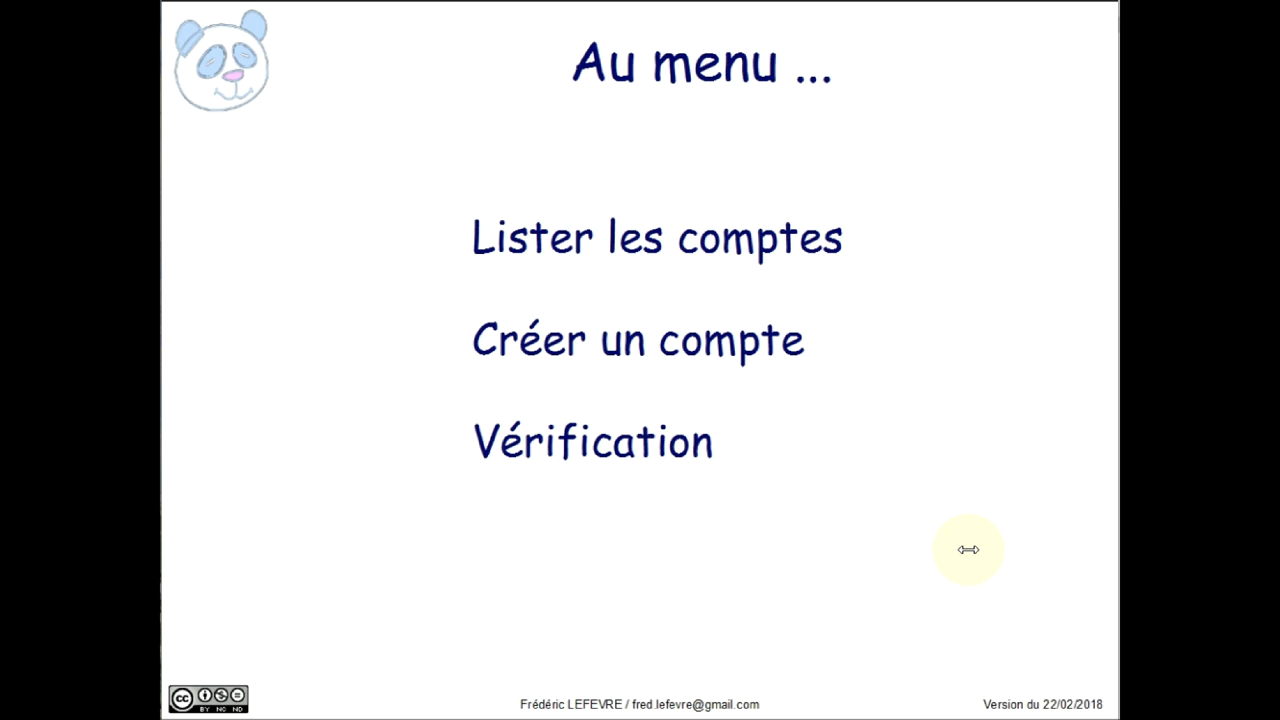 Au menu ...
Lister les comptes
Créer un compte
Vérification
cc
BY NC ND
Frédéric LEFEVRE / fred.lefevre@gmail.com
Version du 22/02/2018